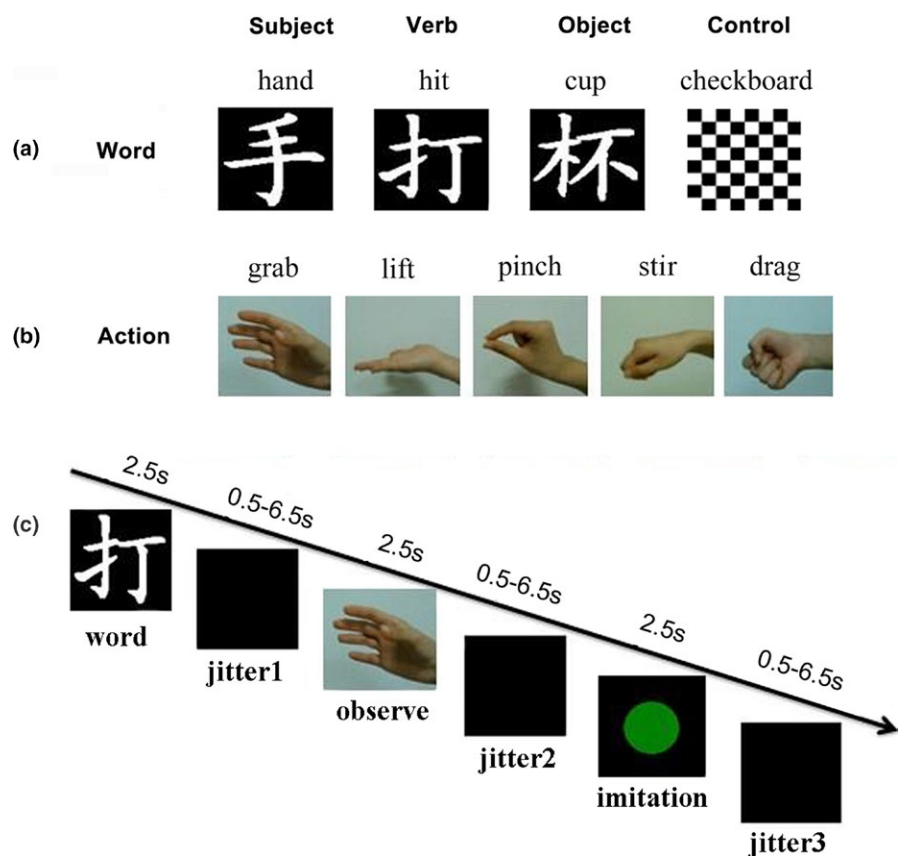 Subject Verb Object Control
hand hit cup checkboard
(a) Word 手 打 杯
grab lift pinch stir drag
(b) Action
(c)
2.5s
0.5-6.5s
2.5s
0.5-6.5s
2.5s
0.5-6.5s
打
word
jitter1
observe
jitter2
imitation
jitter3